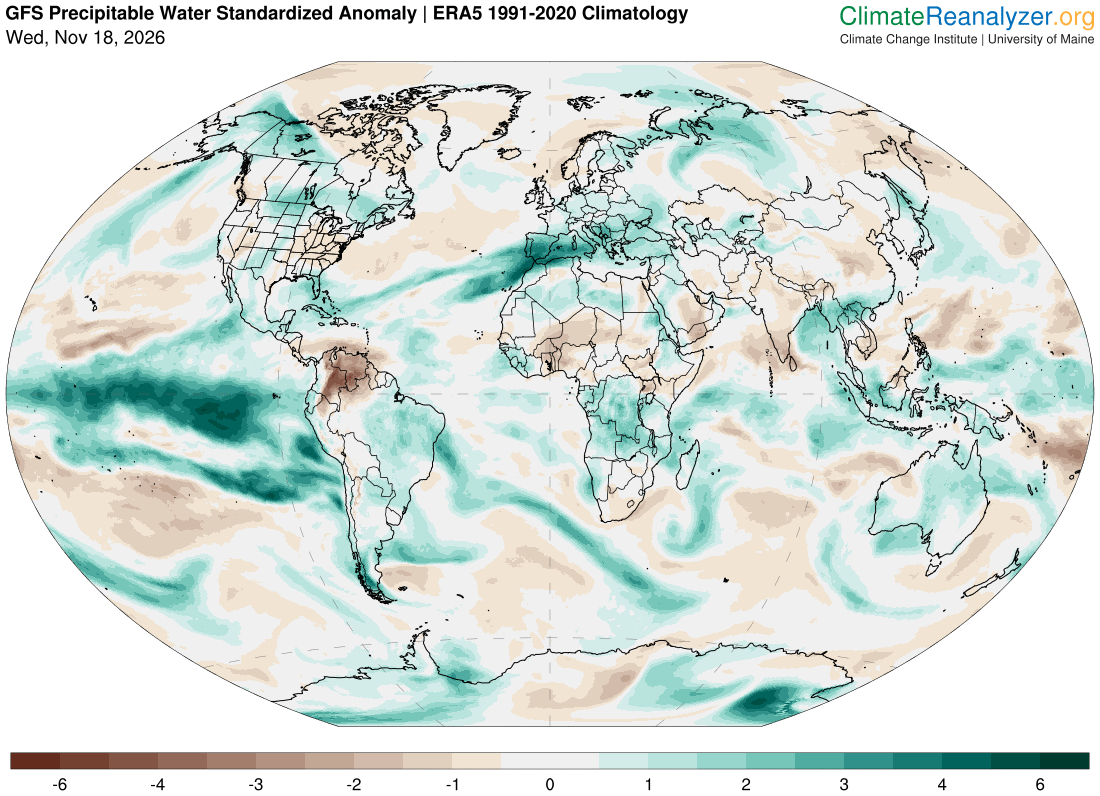 GFS Precipitable Water Standardized Anomaly | ERA5 1991-2020 Climatology
Wed, Nov 18, 2026
ClimateReanalyzer.org
Climate Change Institute | University of Maine
-6 -4 -3 -2 -1 0 1 2 3 4 6